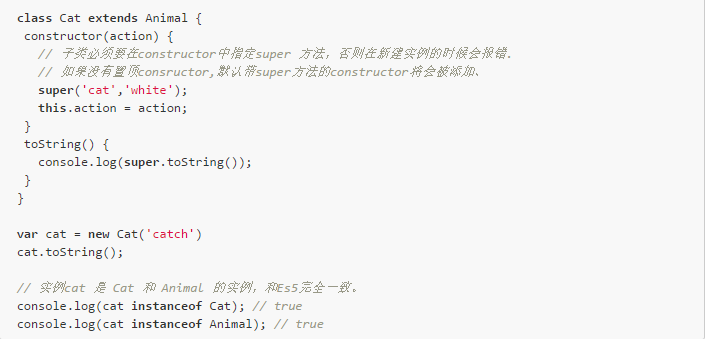 class Cat extends Animal {
constructor(action) {
// 子类必须要在constructor中指定super 方法，否则在新建实例的时候会报错.
// 如果没有置顶consructor,默认带super方法的constructor将会被添加、
super('cat','white');
this.action = action;
}
toString() {
console.log(super.toString());
}
}
var cat = new Cat('catch')
cat.toString();
// 实例cat 是 Cat 和 Animal 的实例，和Es5完全一致。
console.log(cat instanceof Cat); // true
console.log(cat instanceof Animal); // true